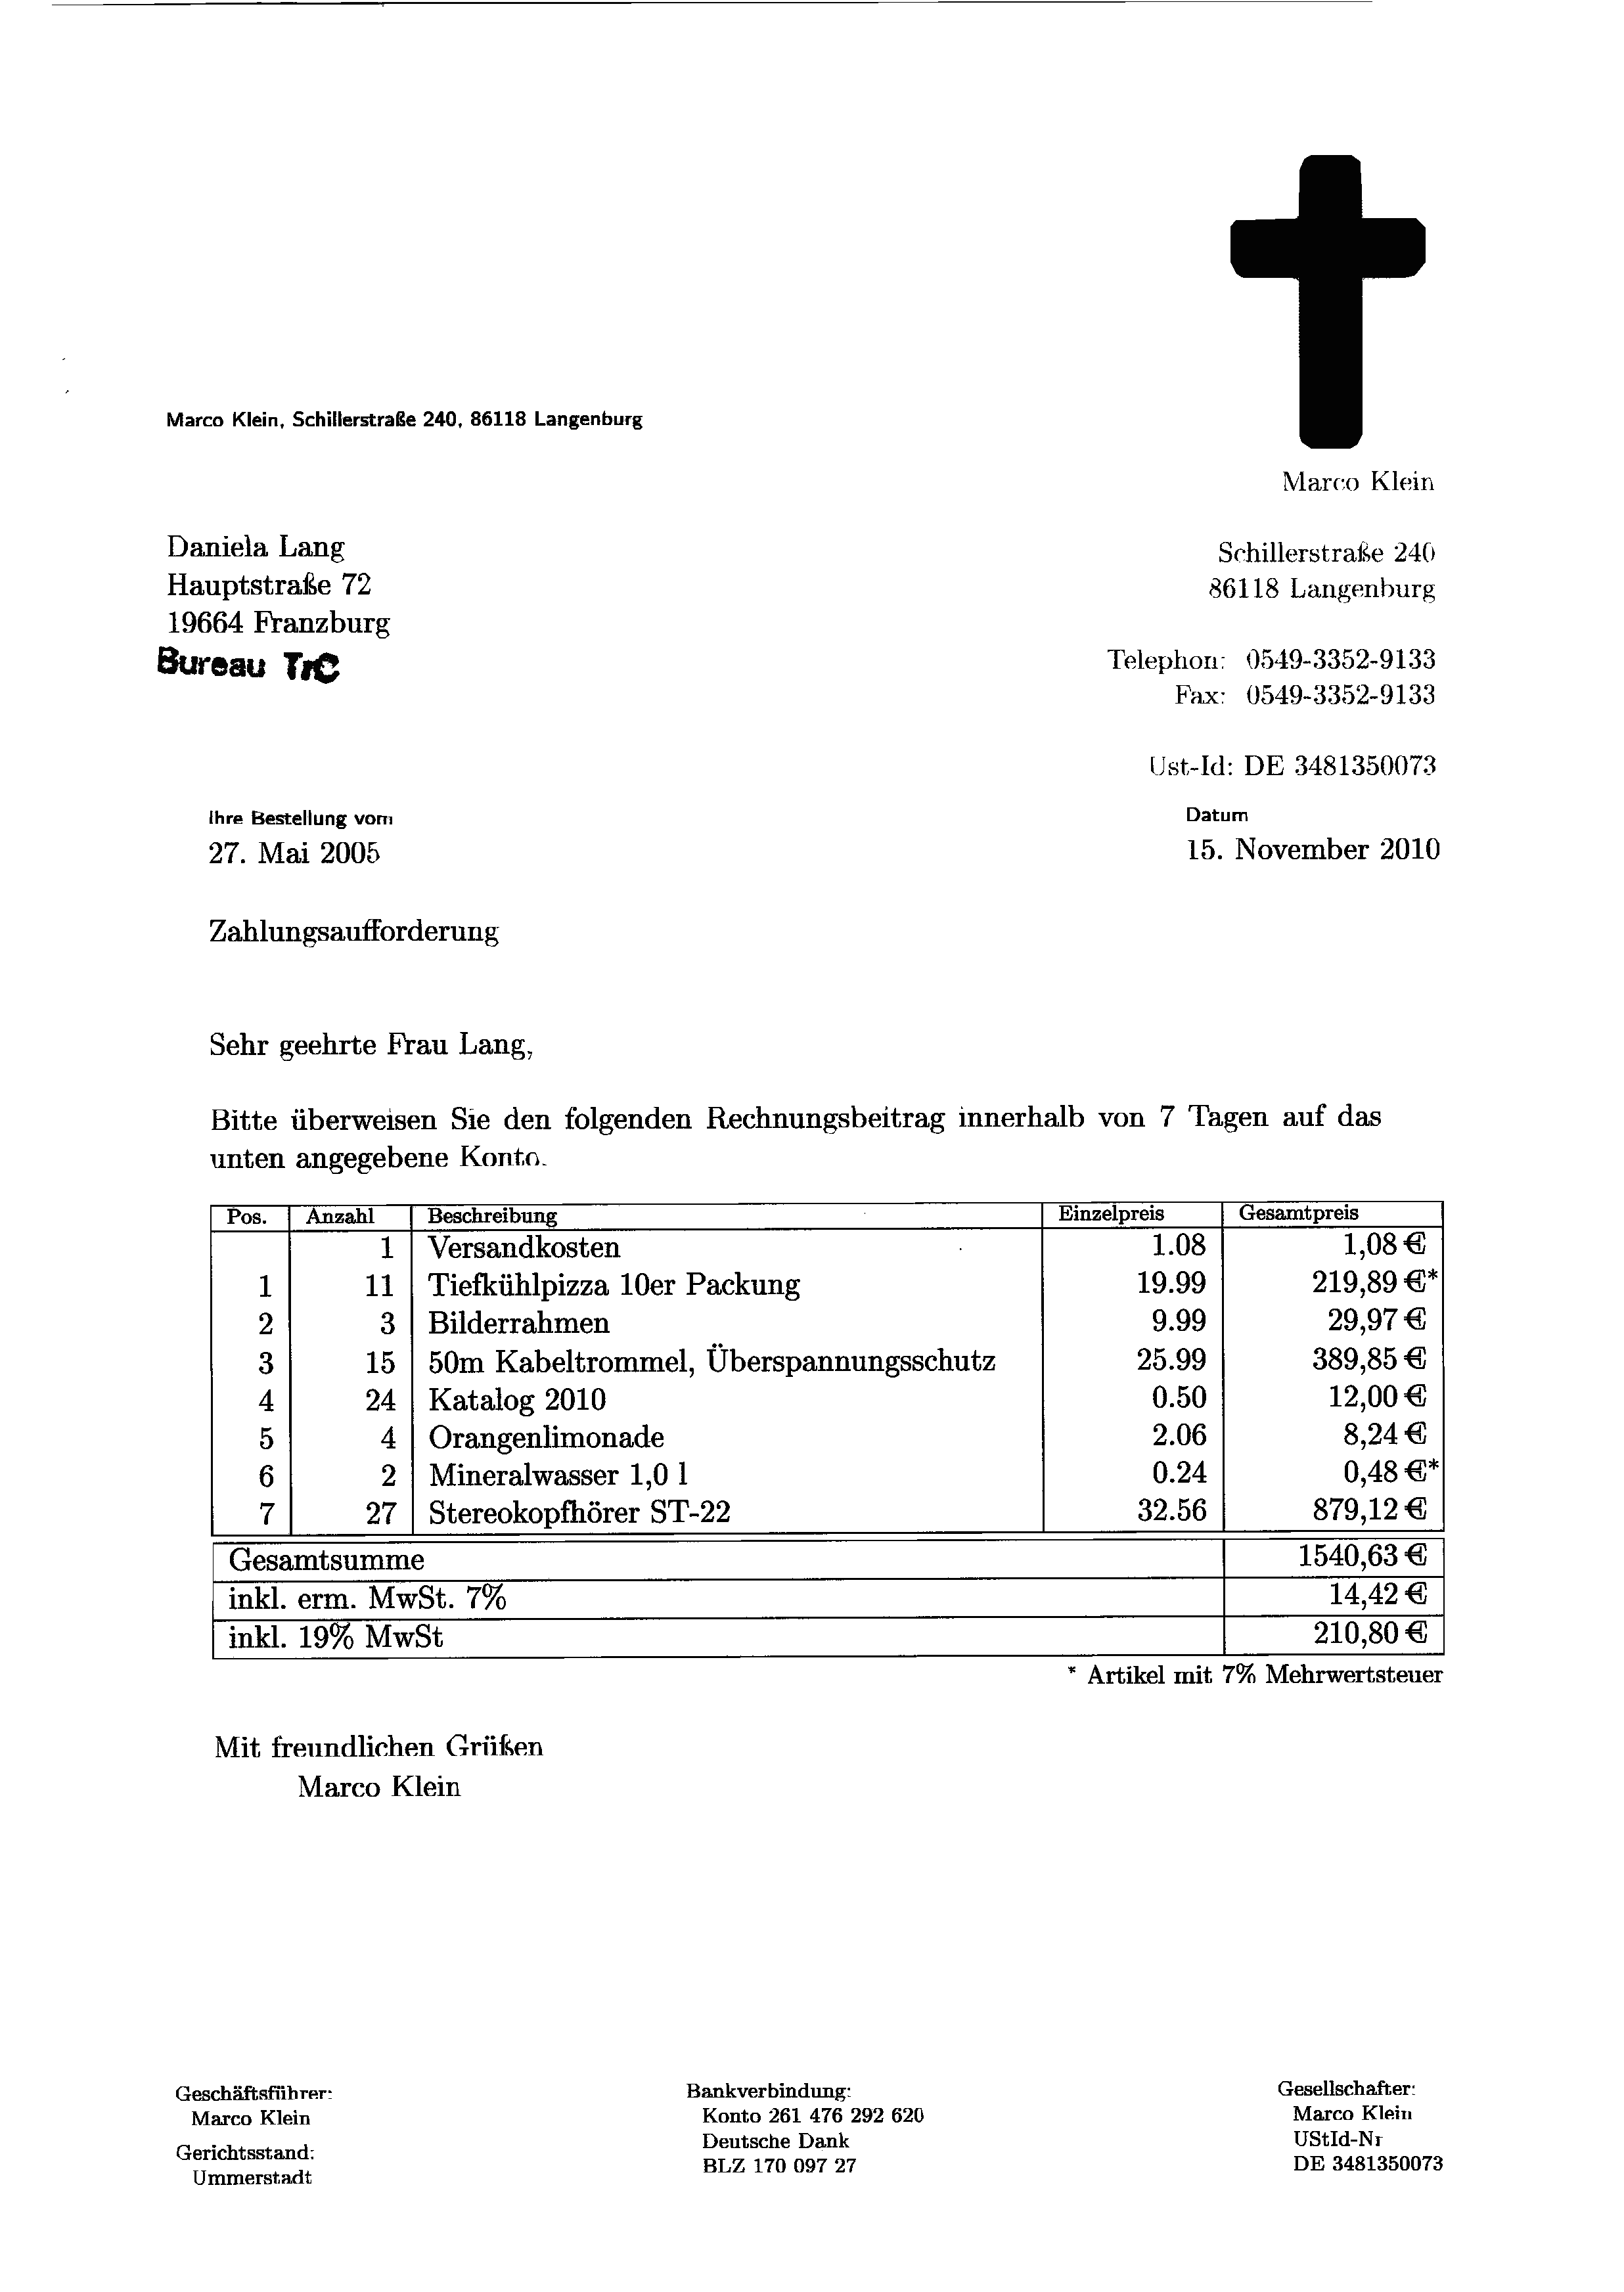 Marco Klein, Schillerstraße 240, 86118 Langenburg
Marco Klein
Daniela Lang
Hauptstraße 72
19664 Franzburg
Bureau TrC
Schillerstraße 240
86118 Langenburg
Telephon: 0549-3352-9133
Fax: 0549-3352-9133
Ust-Id: DE 3481350073
Ihre Bestellung vom
27. Mai 2005
Datum
15. November 2010
Zahlungsaufforderung
Sehr geehrte Frau Lang,
Bitte überweisen Sie den folgenden Rechnungsbeitrag innerhalb von 7 Tagen auf das
unten angegebene Konto.
Pos. Anzahl Beschreibung Einzelpreis Gesamtpreis
1 Versandkosten 1.08 1,08 €
1 11 Tiefkühlpizza 10er Packung 19.99 219,89 €*
2 3 Bilderrahmen 9.99 29,97 €
3 15 50m Kabeltrommel, Überspannungsschutz 25.99 389,85 €
4 24 Katalog 2010 0.50 12,00 €
5 4 Orangenlimonade 2.06 8,24 €
6 2 Mineralwasser 1,0 l 0.24 0,48 €*
7 27 Stereokopfhörer ST-22 32.56 879,12 €
Gesamtsumme 1540,63 €
inkl. erm. MwSt. 7% 14,42 €
inkl. 19% MwSt 210,80 €
* Artikel mit 7% Mehrwertsteuer
Mit freundlichen Grüßen
Marco Klein
Geschäftsführer:
Marco Klein
Gerichtsstand:
Ummerstadt
Bankverbindung:
Konto 261 476 292 620
Deutsche Dank
BLZ 170 097 27
Gesellschafter:
Marco Klein
UStId-Nr
DE 3481350073